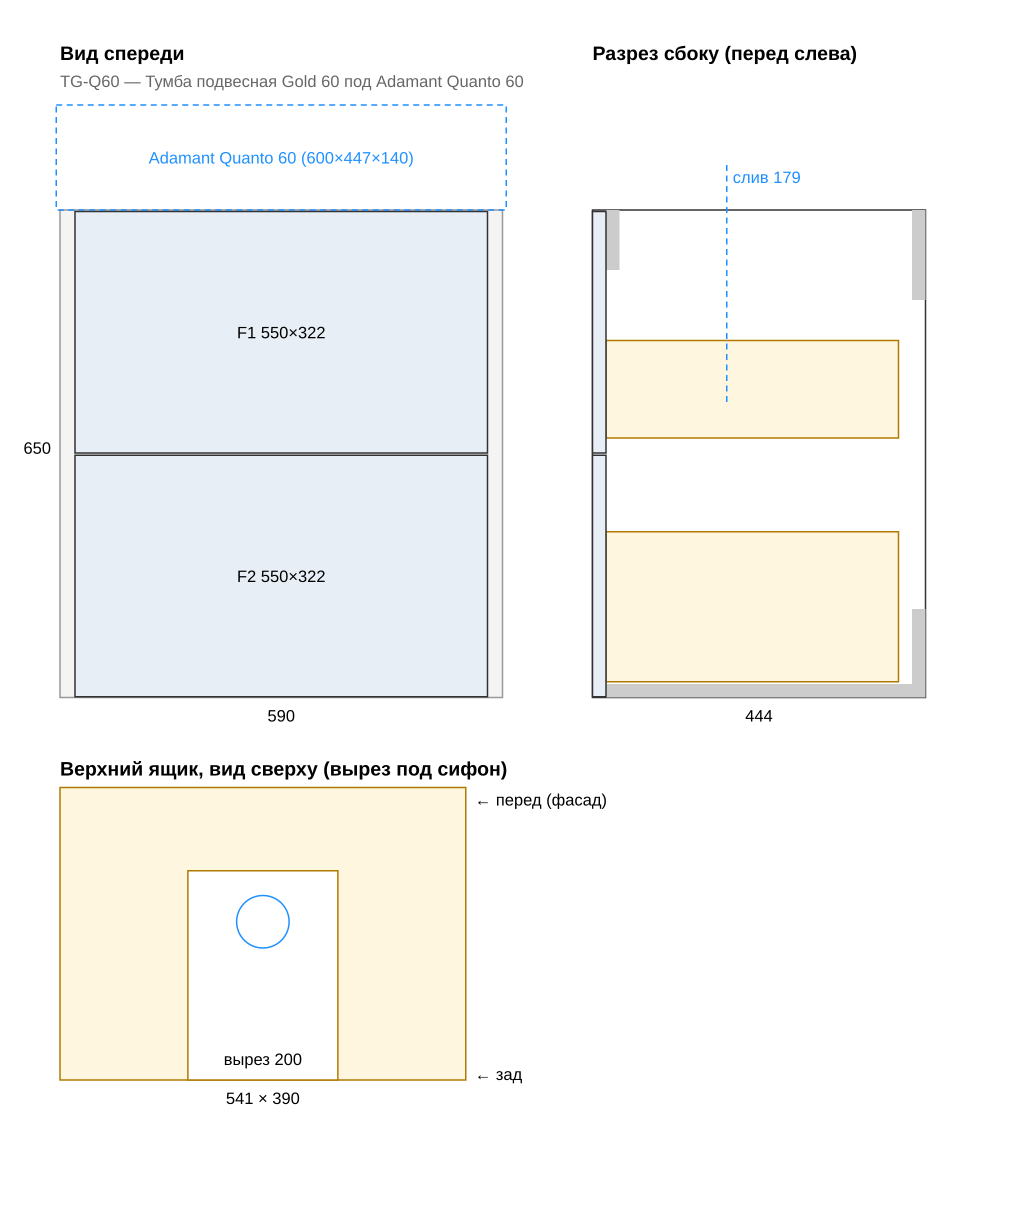 Вид спереди
TG-Q60 — Тумба подвесная Gold 60 под Adamant Quanto 60
Adamant Quanto 60 (600×447×140)
F1 550×322
650
F2 550×322
590
Разрез сбоку (перед слева)
слив 179
444
Верхний ящик, вид сверху (вырез под сифон)
← перед (фасад)
вырез 200
← зад
541 × 390